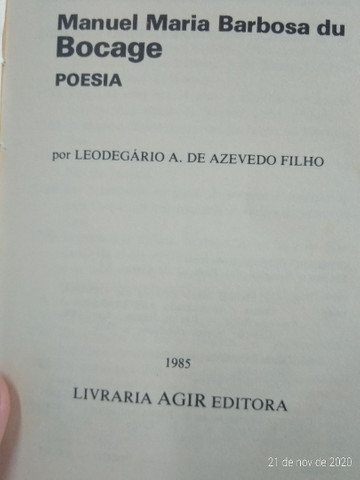 Manuel Maria Barbosa du
Bocage
POESIA
por LEODEGÁRIO A. DE AZEVEDO FILHO
1985
LIVRARIA AGIR EDITORA
21 de nov de 2020